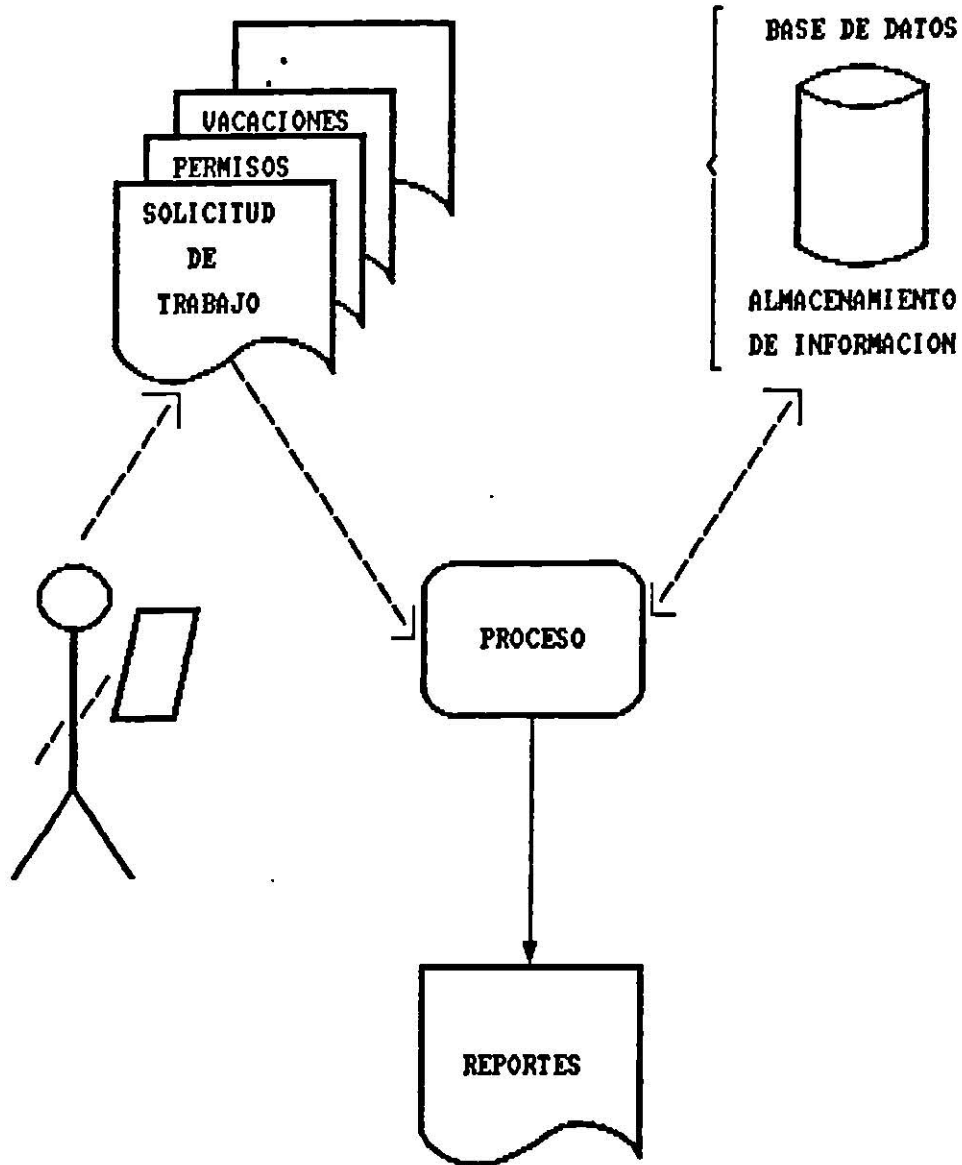 VACACIONES
PERMISOS
SOLICITUD
DE
TRABAJO
BASE DE DATOS
ALMACENAMIENTO
DE INFORMACION
PROCESO
REPORTES